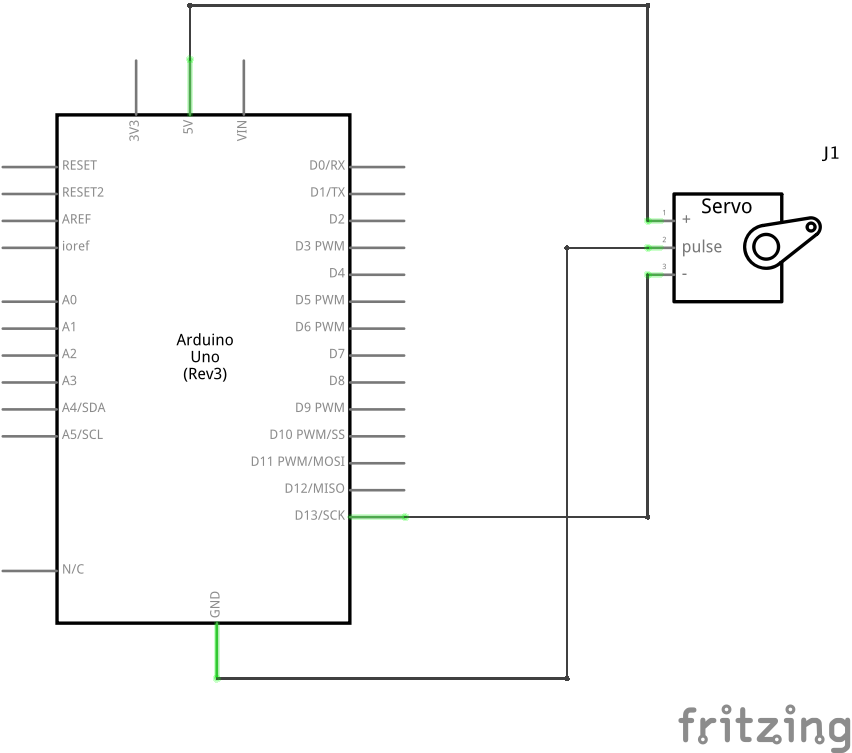 3V3
5V
VIN
RESET
RESET2
AREF
ioref
A0
A1
A2
A3
A4/SDA
A5/SCL
N/C
Arduino
Uno
(Rev3)
D0/RX
D1/TX
D2
D3 PWM
D4
D5 PWM
D6 PWM
D7
D8
D9 PWM
D10 PWM/SS
D11 PWM/MOSI
D12/MISO
D13/SCK
GND
J1
Servo
1 +
2 pulse
3 -
fritzing